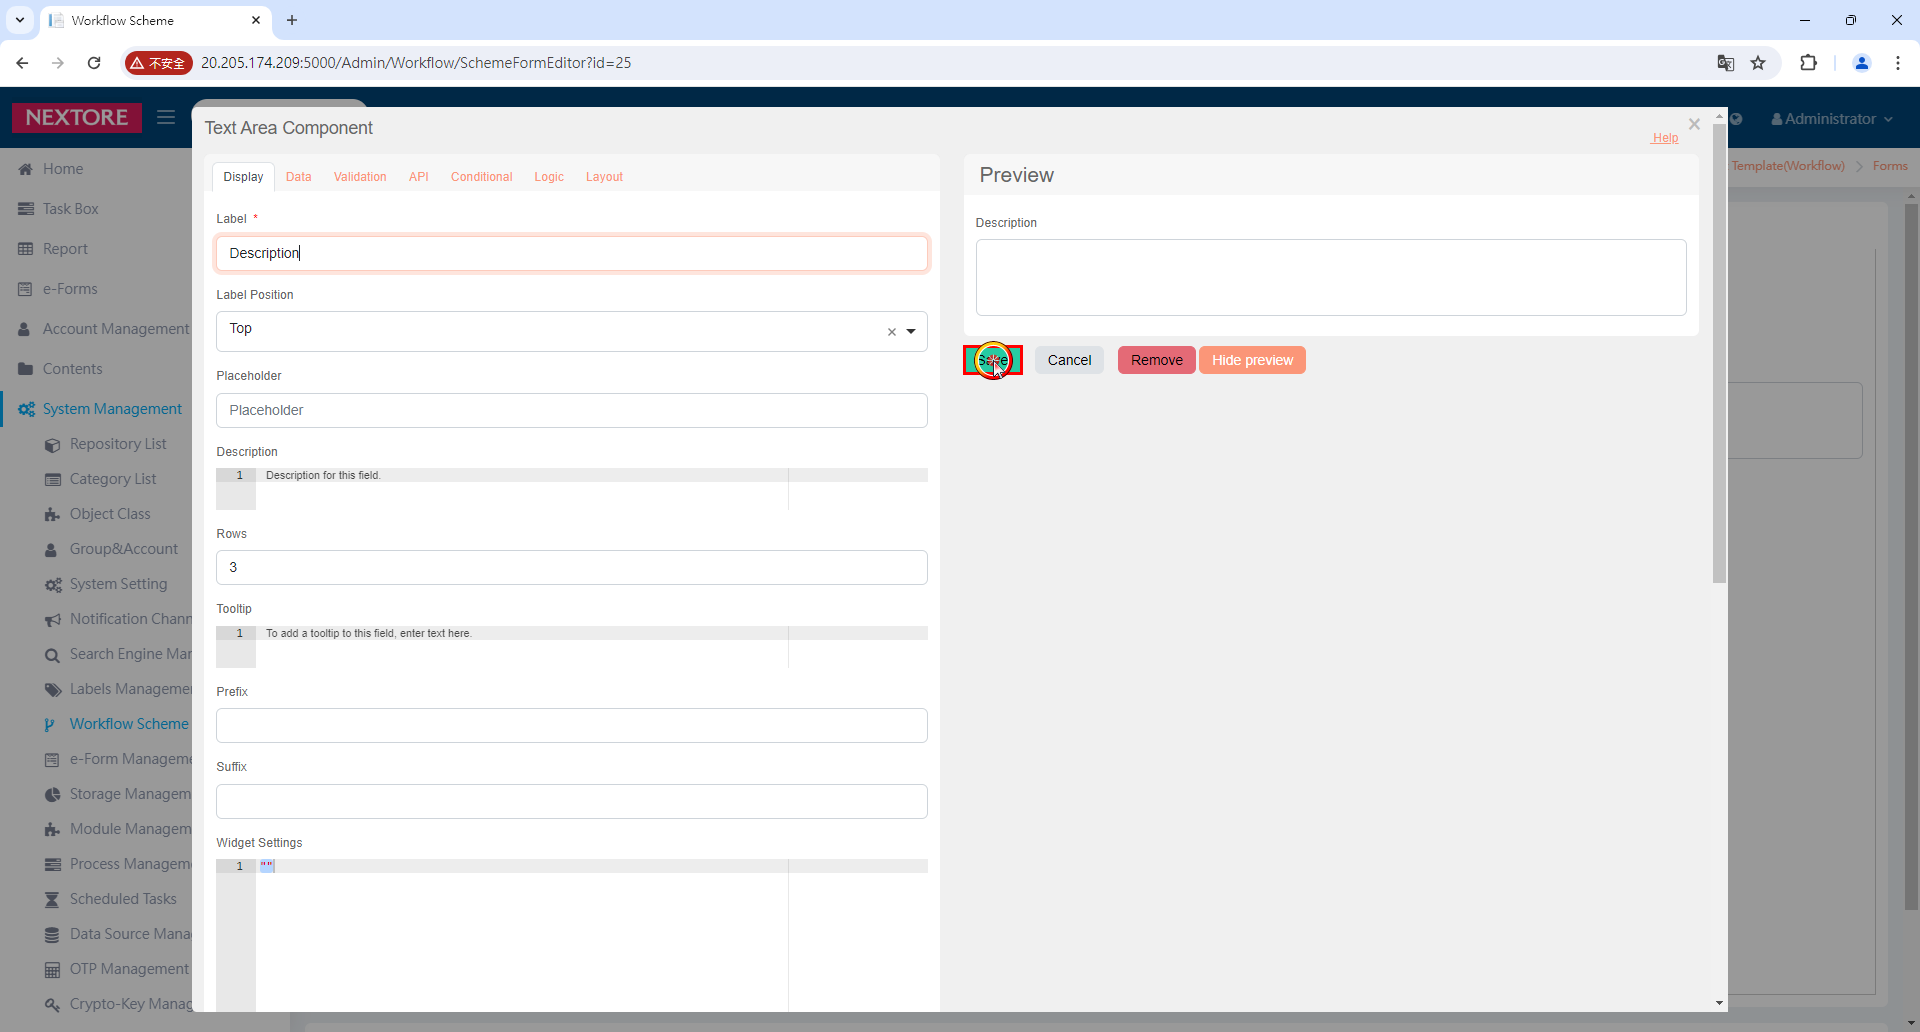 Workflow Scheme
不安全
20.205.174.209:5000/Admin/Workflow/SchemeFormEditor?id=25
NEXTORE
Administrator
Template(Workflow)
Forms
Home
Task Box
Report
e-Forms
Account Management
Contents
System Management
Repository List
Category List
Object Class
Group&Account
System Setting
Notification Chann
Search Engine Mar
Labels Manageme
Workflow Scheme
e-Form Manageme
Storage Managem
Module Managem
Process Managem
Scheduled Tasks
Data Source Mana
OTP Management
Crypto-Key Manag
Text Area Component
Help
Display
Data
Validation
API
Conditional
Logic
Layout
Label *
Description
Label Position
Top
Placeholder
Placeholder
Description
1
Description for this field.
Rows
3
Tooltip
1
To add a tooltip to this field, enter text here.
Prefix
Suffix
Widget Settings
1
""
Preview
Description
Cancel
Remove
Hide preview